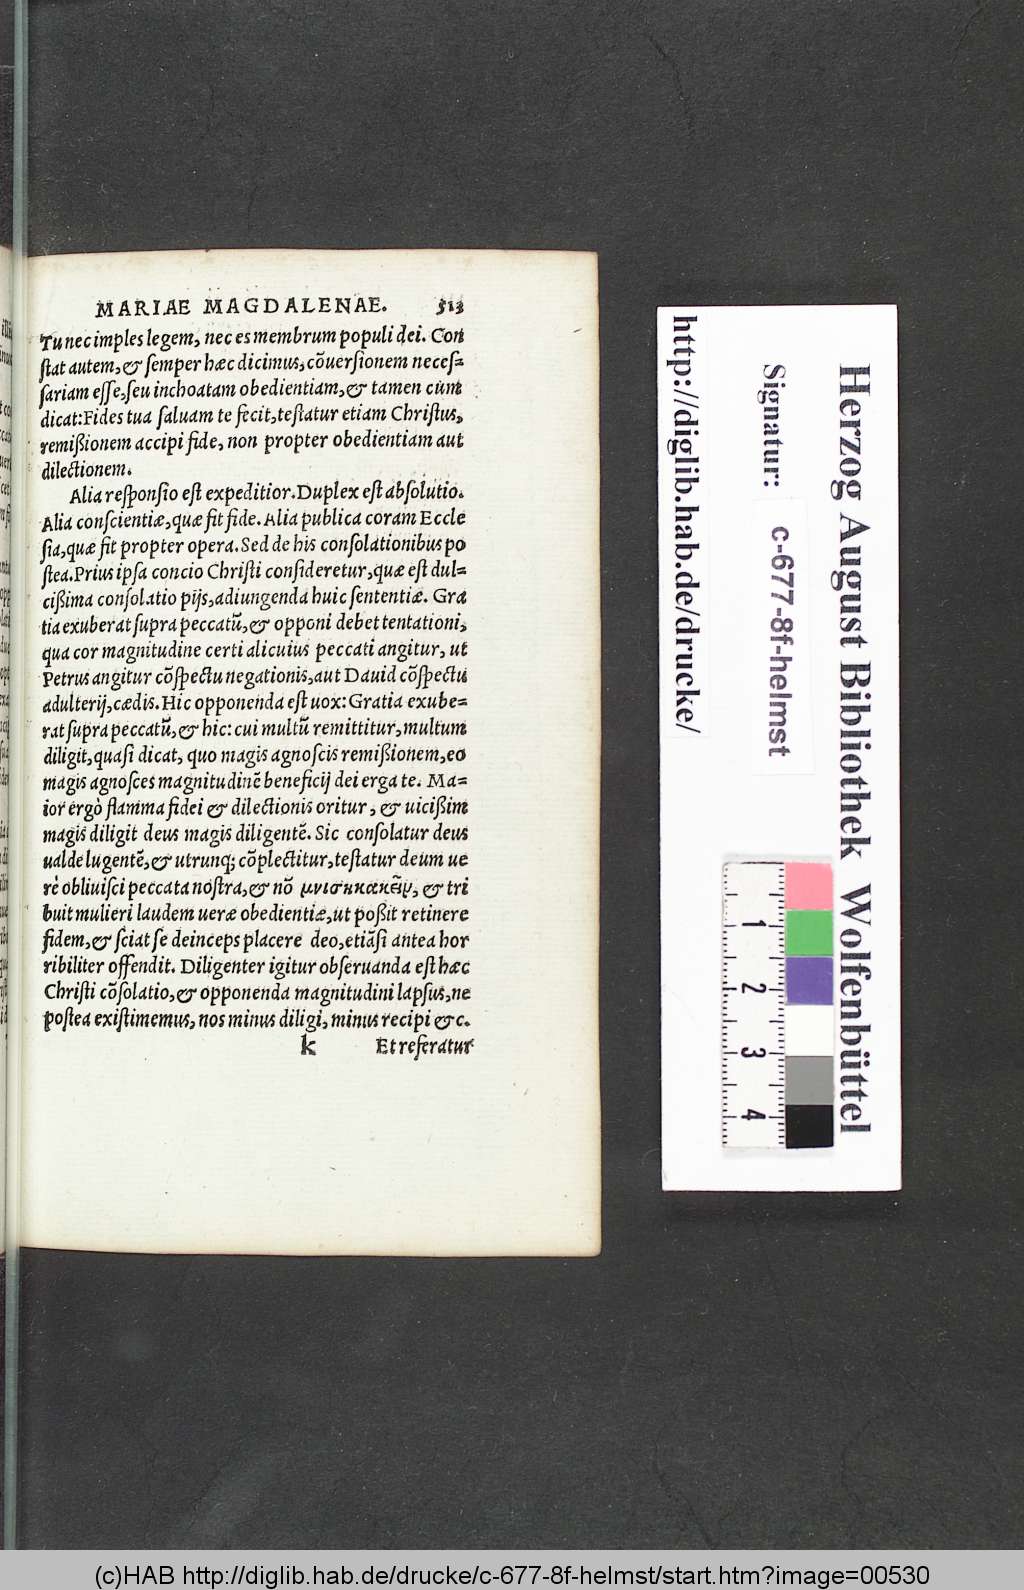 MARIAE MAGDALENAE. 513
Tu nec imples legem, nec es membrum populi dei. Con
ſtat autem, & ſemper hæc dicimus, cõuerſionem neceſ=
ſariam eſſe, ſeu inchoatam obedientiam, & tamen cùm
dicat: Fides tua ſaluam te fecit, teſtatur etiam Chriſtus,
remißionem accipi fide, non propter obedientiam aut
dilectionem.
Alia reſponſio eſt expeditior. Duplex eſt abſolutio.
Alia conſcientiæ, quæ fit fide. Alia publica coram Eccle
ſia, quæ fit propter opera. Sed de his conſolationibus po
ſtea. Prius ipſa concio Chriſti conſideretur, quæ eſt dul=
cißima conſolatio pijs, adiungenda huic ſententiæ. Gra
tia exuberat ſupra peccatũ, & opponi debet tentationi,
qua cor magnitudine certi alicuius peccati angitur, ut
Petrus angitur cõſpectu negationis, aut Dauid cõſpectu
adulterij, cædis. Hic opponenda eſt uox: Gratia exube=
rat ſupra peccatũ, & hic: cui multũ remittitur, multum
diligit, quaſi dicat, quo magis agnoſcis remißionem, eo
magis agnoſces magnitudinẽ beneficij dei erga te. Ma=
ior ergò flamma fidei & dilectionis oritur, & uicißim
magis diligit deus magis diligentẽ. Sic conſolatur deus
ualde lugentẽ, & utrunq; cõplectitur, teſtatur deum ue
rè obliuiſci peccata noſtra, & nõ μνισηκακεῖν, & tri
buit mulieri laudem ueræ obedientiæ, ut poßit retinere
fidem, & ſciat ſe deinceps placere deo, etiãſi antea hor
ribiliter offendit. Diligenter igitur obſeruanda eſt hæc
Chriſti cõſolatio, & opponenda magnitudini lapſus, ne
poſtea exiſtimemus, nos minus diligi, minus recipi & c.
k Et referatur
http://diglib.hab.de/drucke/
Signatur: c-677-8f-helmst
Herzog August Bibliothek Wolfenbüttel
1
2
3
4
(c)HAB http://diglib.hab.de/drucke/c-677-8f-helmst/start.htm?image=00530